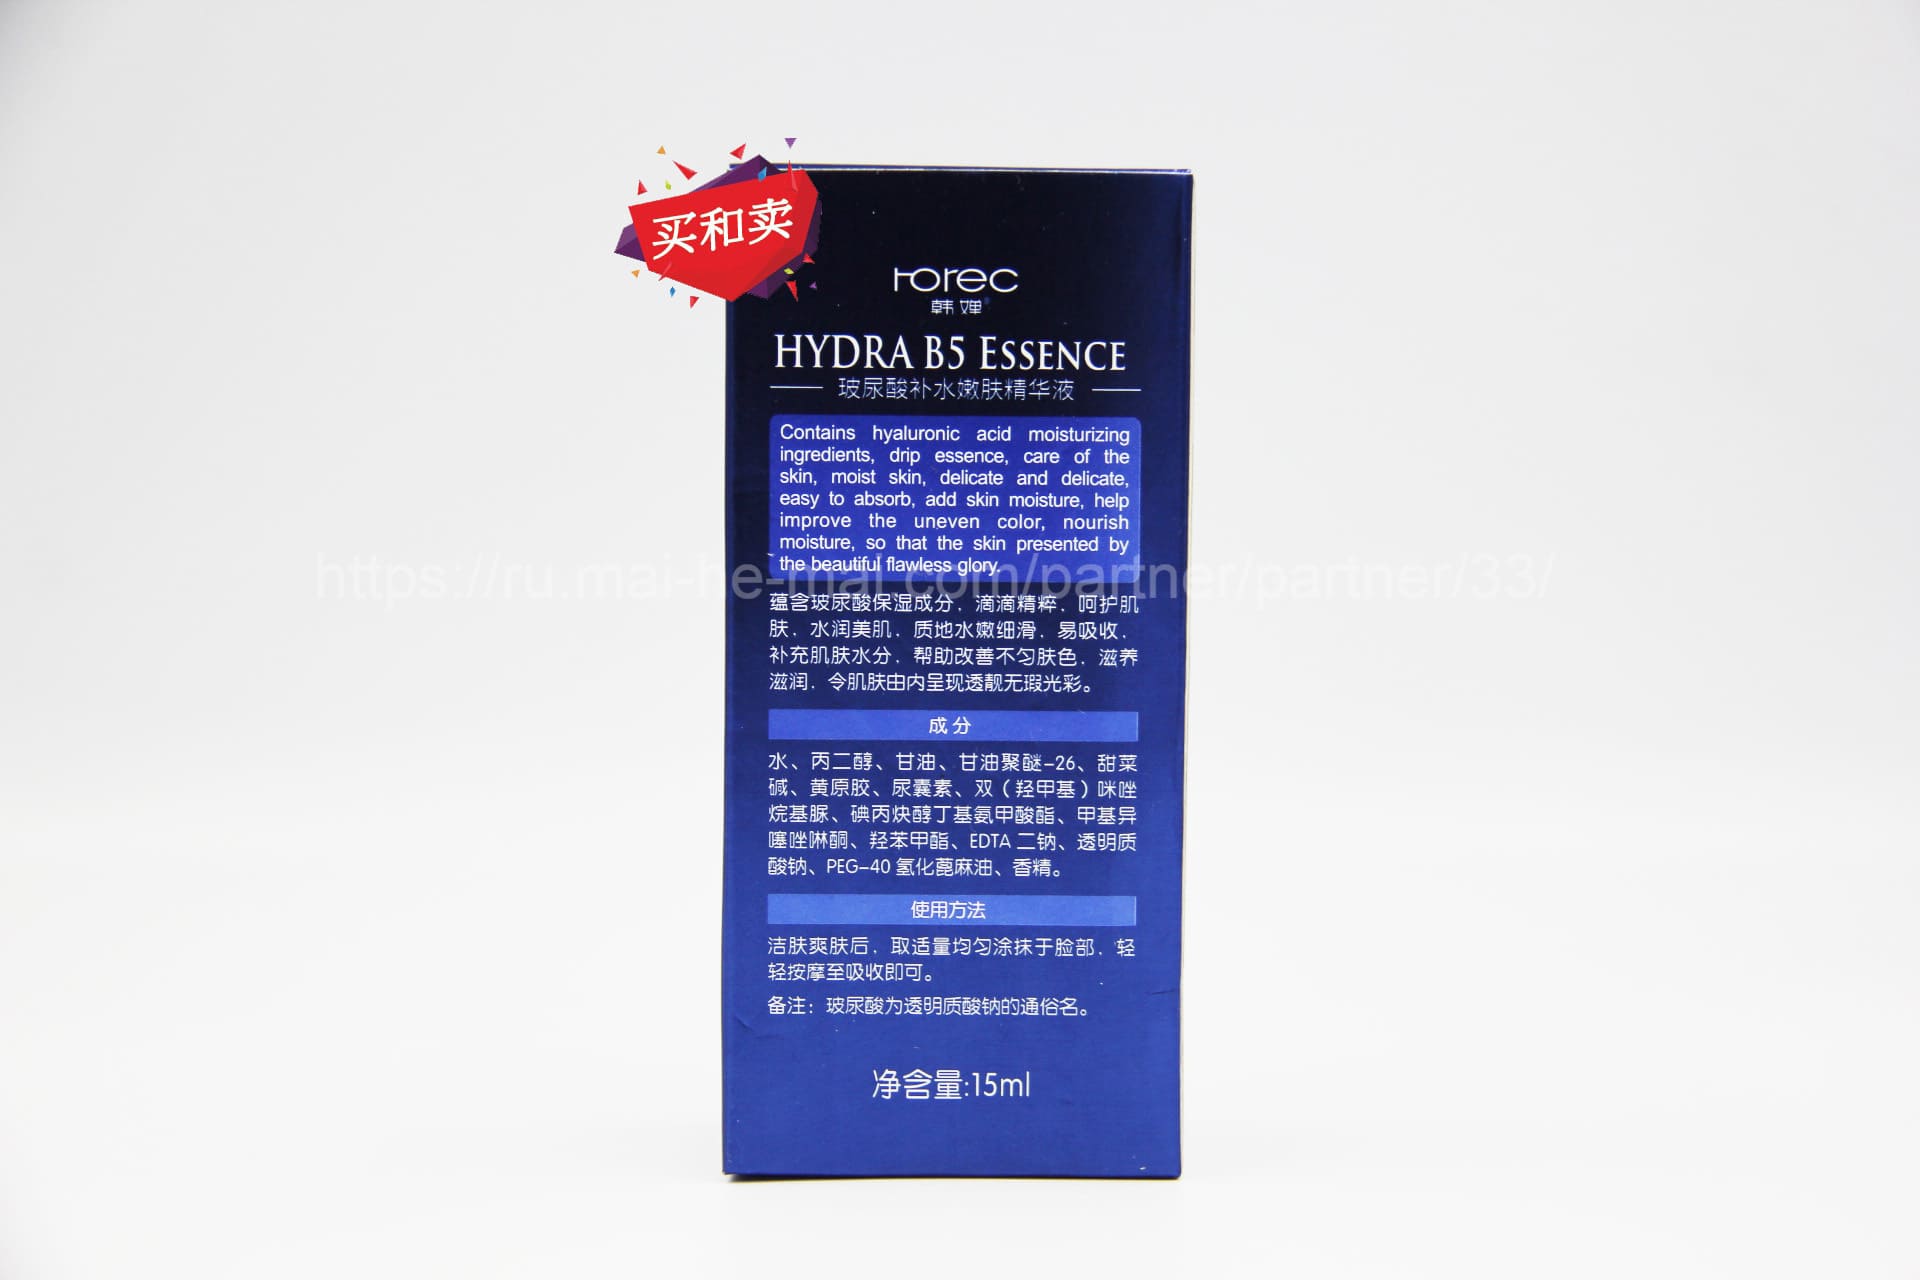 买和卖
Horec
韩婵®
HYDRA B5 ESSENCE
玻尿酸补水嫩肤精华液
Contains hyaluronic acid moisturizing
ingredients, drip essence, care of the
skin, moist skin, delicate and delicate,
easy to absorb, add skin moisture, help
improve the uneven color, nourish
moisture, so that the skin presented by
the beautiful flawless glory.
https://ru.mai-he-mai.com/partner/partner/33/
蕴含玻尿酸保湿成分，滴滴精粹，呵护肌
肤，水润美肌，质地水嫩细滑，易吸收，
补充肌肤水分，帮助改善不匀肤色，滋养
滋润，令肌肤由内呈现透靓无瑕光彩。
成分
水、丙二醇、甘油、甘油聚醚-26、甜菜
碱、黄原胶、尿囊素、双（羟甲基）咪唑
烷基脲、碘丙炔醇丁基氨甲酸酯、甲基异
噻唑啉酮、羟苯甲酯、EDTA 二钠、透明质
酸钠、PEG-40 氢化蓖麻油、香精。
使用方法
洁肤爽肤后，取适量均匀涂抹于脸部，轻
轻按摩至吸收即可。
备注：玻尿酸为透明质酸钠的通俗名。
净含量:15ml